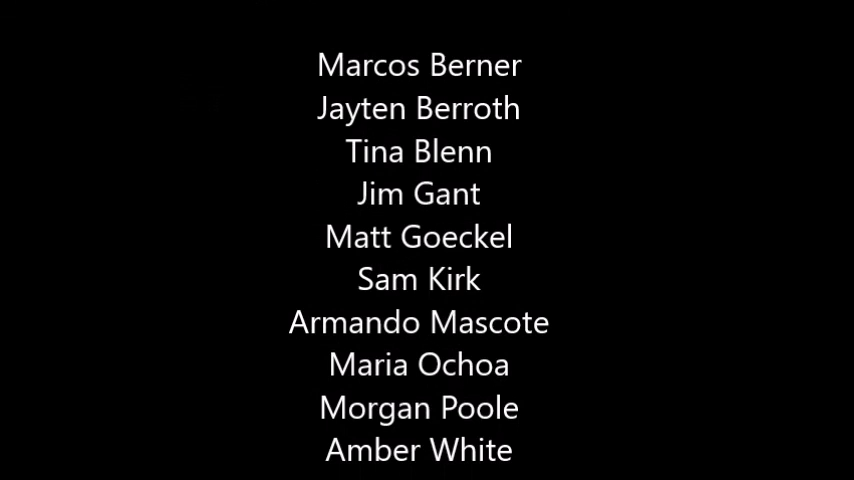 Marcos Berner
Jayten Berroth
Tina Blenn
Jim Gant
Matt Goeckel
Sam Kirk
Armando Mascote
Maria Ochoa
Morgan Poole
Amber White